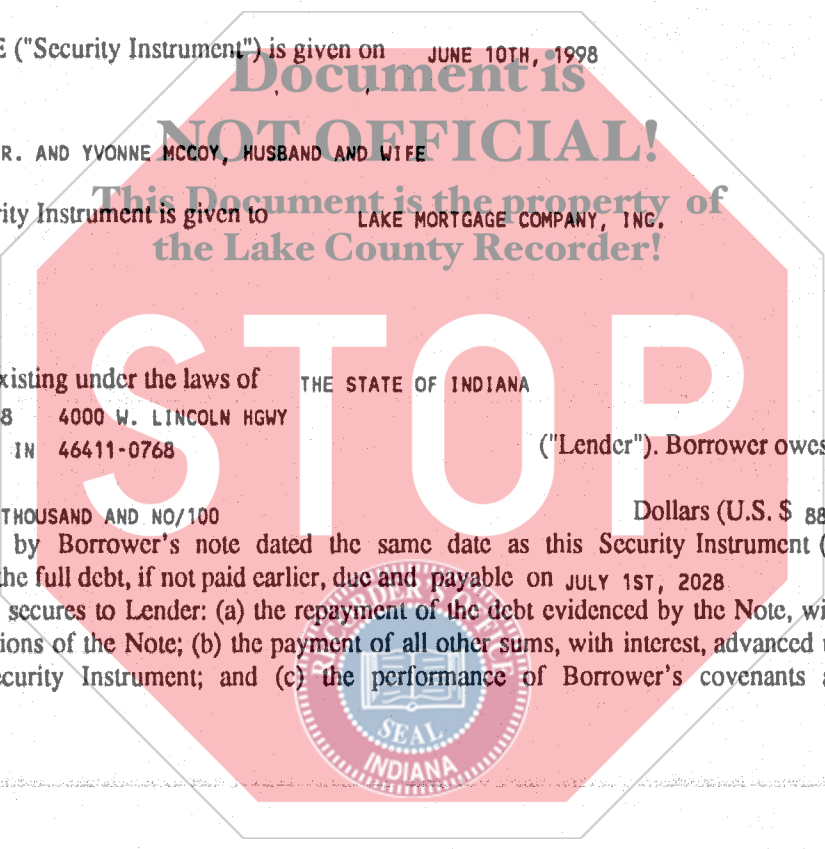 E ("Security Instrument") is given on JUNE 10TH, 1998
Document is
NOT OFFICIAL!
R. AND YVONNE MCCOY, HUSBAND AND WIFE
This Document is the property of
rity Instrument is given to LAKE MORTGAGE COMPANY, INC.
the Lake County Recorder!
STOP
xisting under the laws of THE STATE OF INDIANA
8 4000 W. LINCOLN HGWY
IN 46411-0768 ("Lender"). Borrower owes
THOUSAND AND NO/100 Dollars (U.S. $ 88
by Borrower's note dated the same date as this Security Instrument (
the full debt, if not paid earlier, due and payable on JULY 1ST, 2028
secures to Lender: (a) the repayment of the debt evidenced by the Note, wi
ions of the Note; (b) the payment of all other sums, with interest, advanced
ecurity Instrument; and (c) the performance of Borrower's covenants a
RECORDER'S OFFICE
SEAL
INDIANA